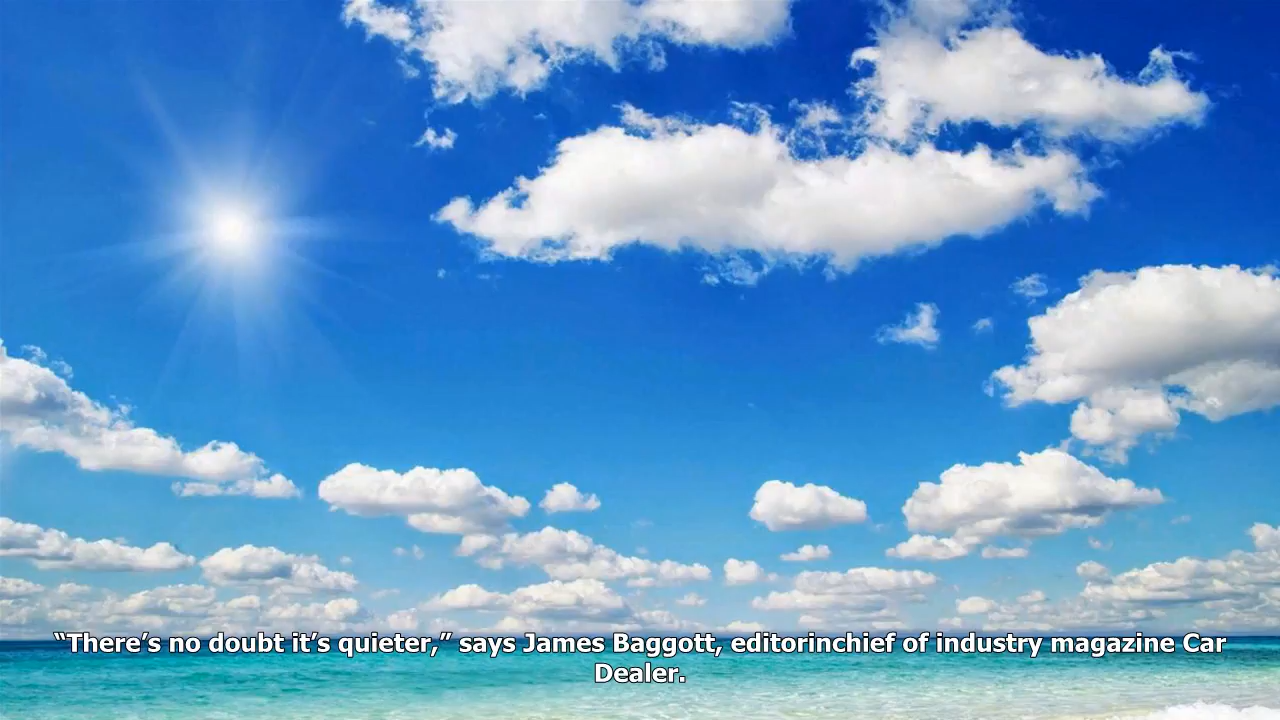 “There’s no doubt it’s quieter,” says James Baggott, editorinchief of industry magazine Car
Dealer.